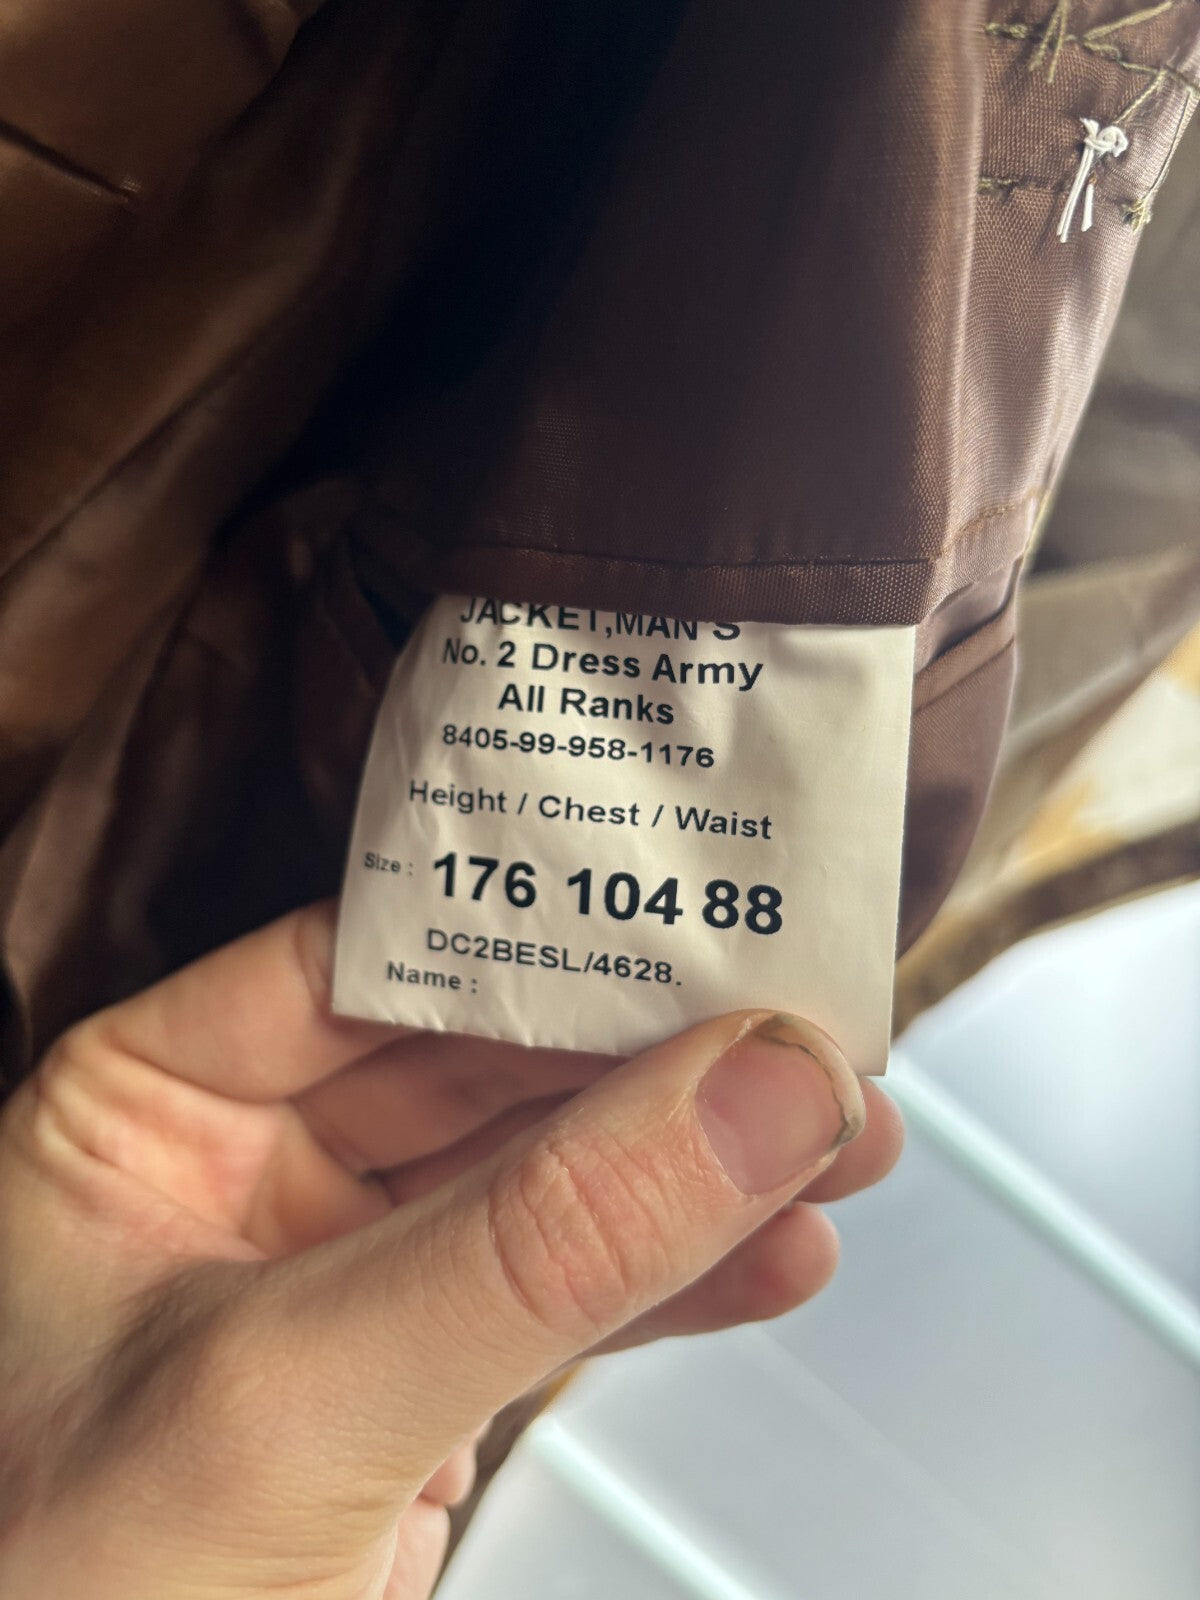 JACKET,MAN'S
No. 2 Dress Army
All Ranks
8405-99-958-1176
Height / Chest / Waist
Size : 176 104 88
DC2BESL/4628.
Name :